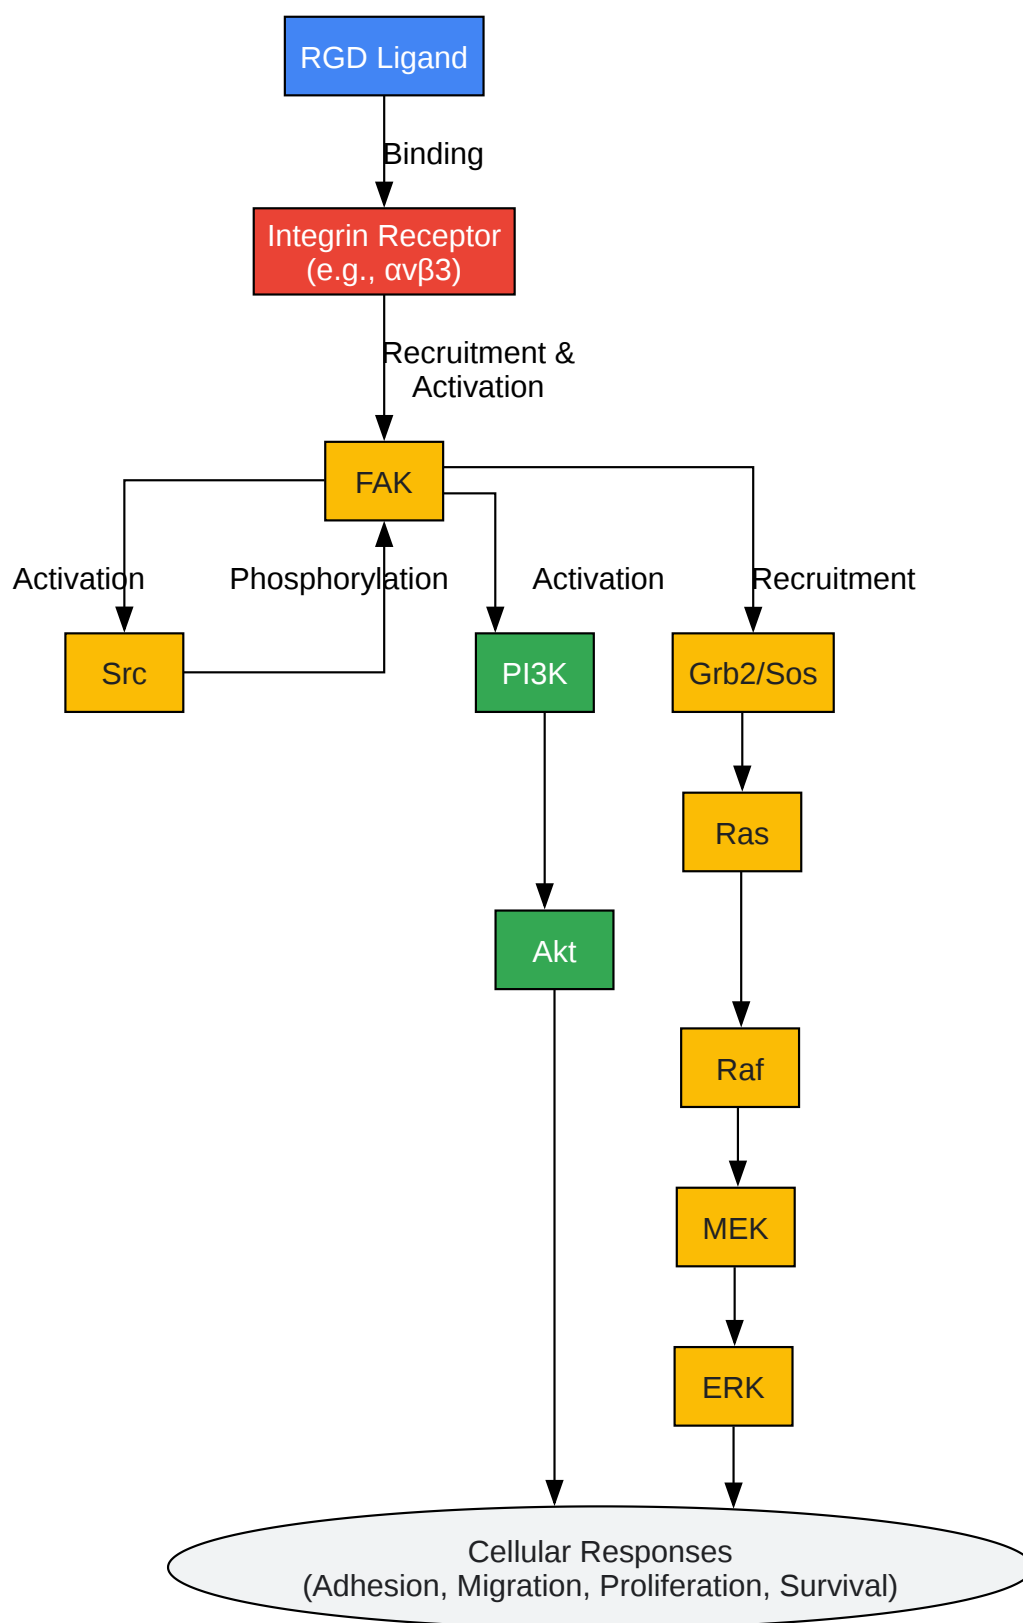 RGD Ligand
Binding
Integrin Receptor
(e.g., αvβ3)
Recruitment &
Activation
FAK
Activation
Phosphorylation
Activation
Recruitment
Src
PI3K
Grb2/Sos
Ras
Akt
Raf
MEK
ERK
Cellular Responses
(Adhesion, Migration, Proliferation, Survival)